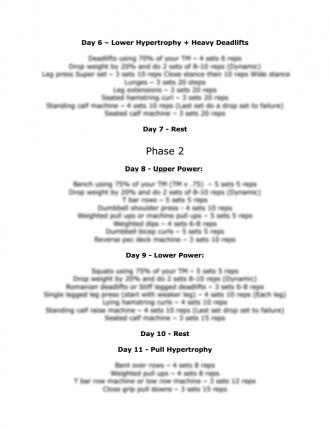 Day 6 – Lower Hypertrophy + Heavy Deadlifts
Deadlifts using 70% of your TM – 4 sets 6 reps
Drop weight by 20% and do 2 sets of 8-10 reps (Dynamic)
Leg press Super set – 3 sets 10 reps Close stance then 10 reps Wide stance
Lunges – 3 sets 20 steps
Leg extensions – 3 sets 20 reps
Seated hamstring curl – 3 sets 20 reps
Standing calf machine – 4 sets 10 reps (Last set do a drop set to failure)
Seated calf machine – 3 sets 20 reps
Day 7 - Rest
Phase 2
Day 8 - Upper Power:
Bench using 75% of your TM (TM x .75) – 5 sets 5 reps
Drop weight by 20% and do 2 sets of 8-10 reps (Dynamic)
T bar rows – 5 sets 5 reps
Dumbbell shoulder press - 4 sets 10 reps
Weighted pull ups or machine pull ups – 5 sets 5 reps
Weighted dips – 4 sets 6-8 reps
Dumbbell bicep curls – 5 sets 5 reps
Reverse pec deck machine – 3 sets 10 reps
Day 9 - Lower Power:
Squats using 75% of your TM – 5 sets 5 reps
Drop weight by 20% and do 2 sets 8-10 reps (Dynamic)
Romanian deadlifts or Stiff legged deadlifts – 3 sets 6-8 reps
Single legged leg press (start with weaker leg) – 4 sets 10 reps (Each leg)
Lying hamstring curls – 4 sets 10 reps
Standing calf raise machine – 4 sets 10 reps (Last set drop set to failure)
Seated calf machine – 3 sets 15 reps
Day 10 - Rest
Day 11 - Pull Hypertrophy
Bent over rows – 4 sets 8 reps
Weighted pull ups – 4 sets 8 reps
T bar row machine or low row machine – 3 sets 12 reps
Close grip pull downs – 3 sets 15 reps